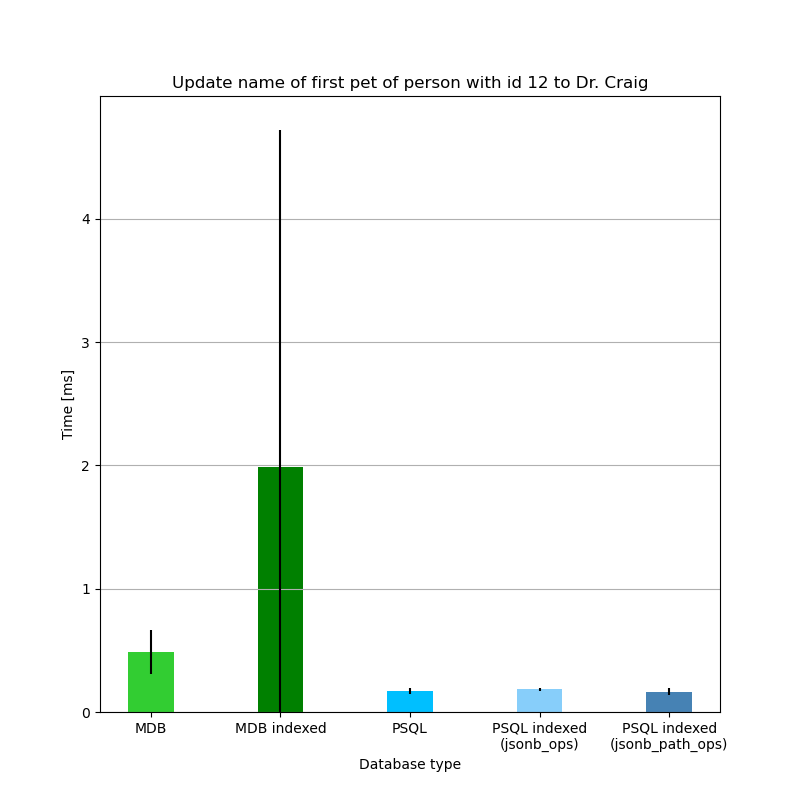 Update name of first pet of person with id 12 to Dr. Craig
Time [ms]
4
3
2
1
0
MDB
MDB indexed
PSQL
PSQL indexed
(jsonb_ops)
PSQL indexed
(jsonb_path_ops)
Database type